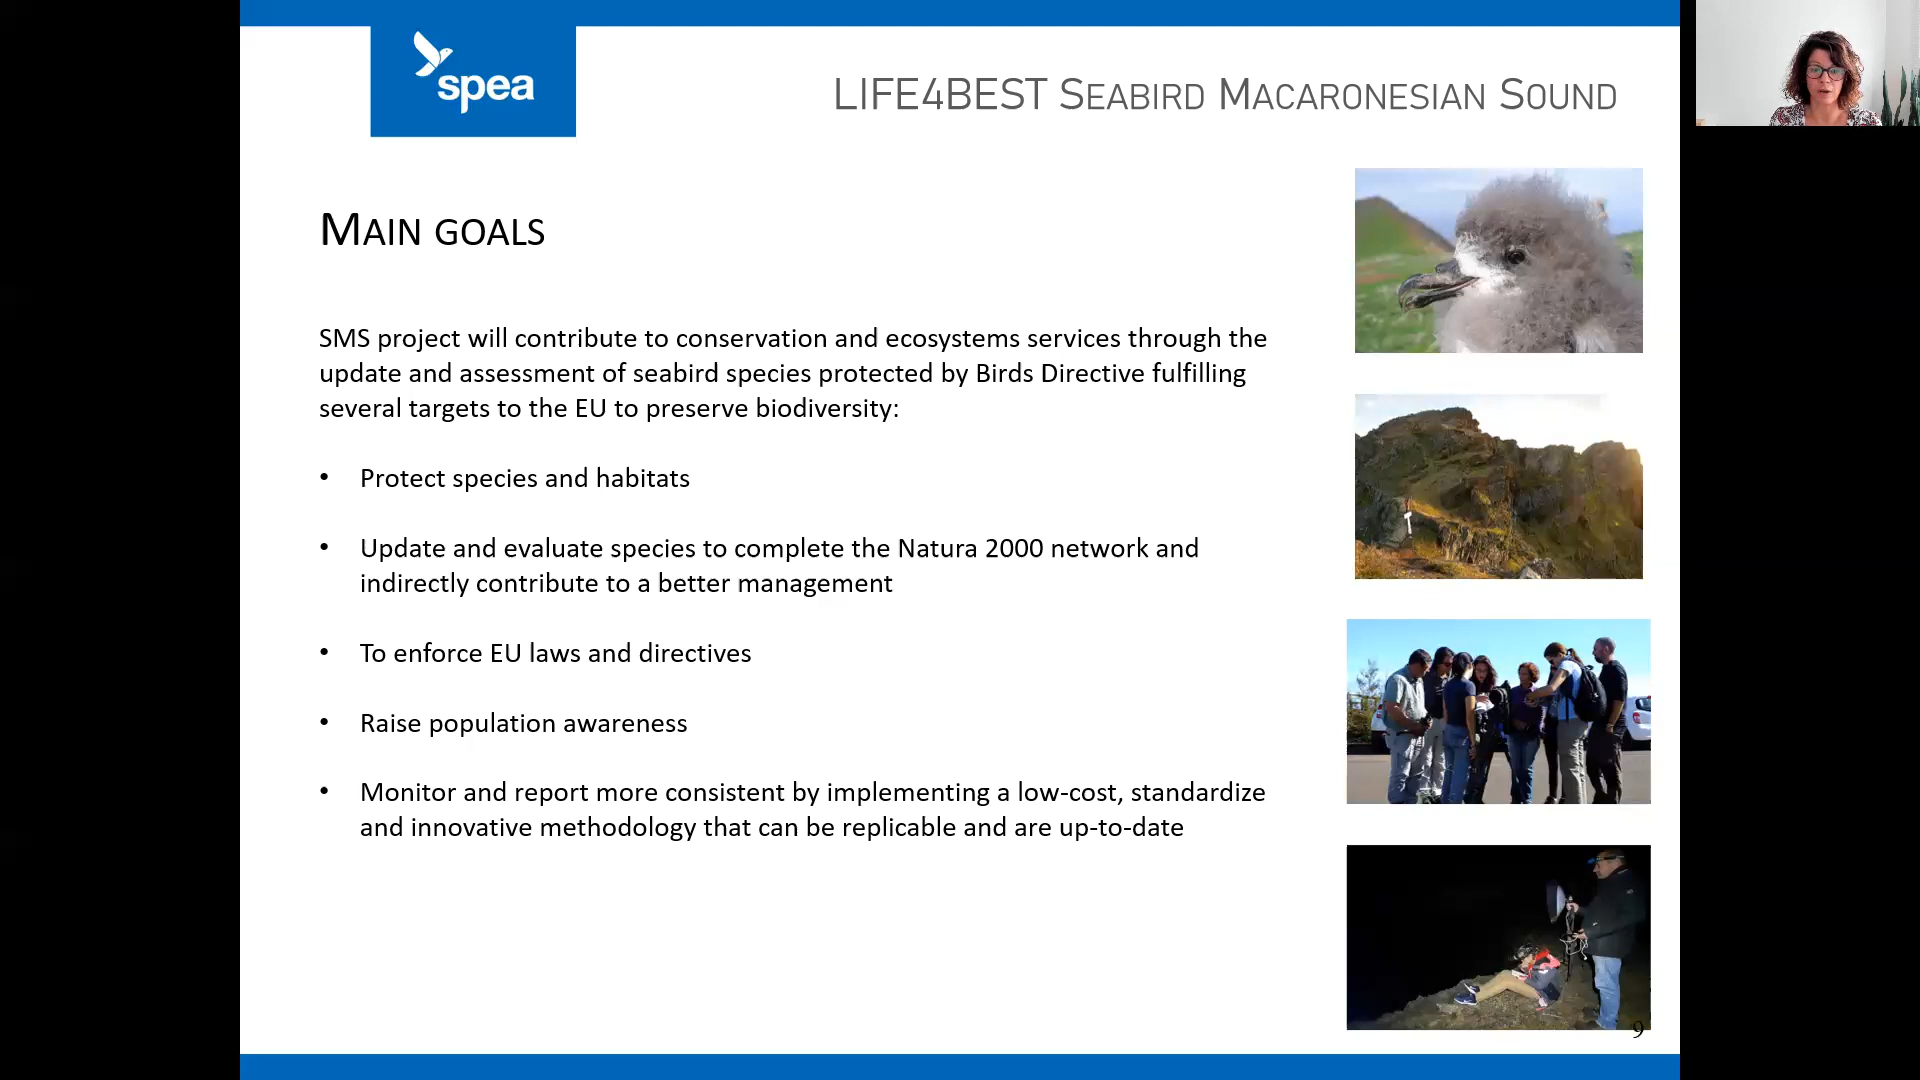 spea
LIFE4BEST SEABIRD MACARONESIAN SOUND
MAIN GOALS
SMS project will contribute to conservation and ecosystems services through the
update and assessment of seabird species protected by Birds Directive fulfilling
several targets to the EU to preserve biodiversity:
• Protect species and habitats
• Update and evaluate species to complete the Natura 2000 network and
indirectly contribute to a better management
• To enforce EU laws and directives
• Raise population awareness
• Monitor and report more consistent by implementing a low-cost, standardize
and innovative methodology that can be replicable and are up-to-date
9